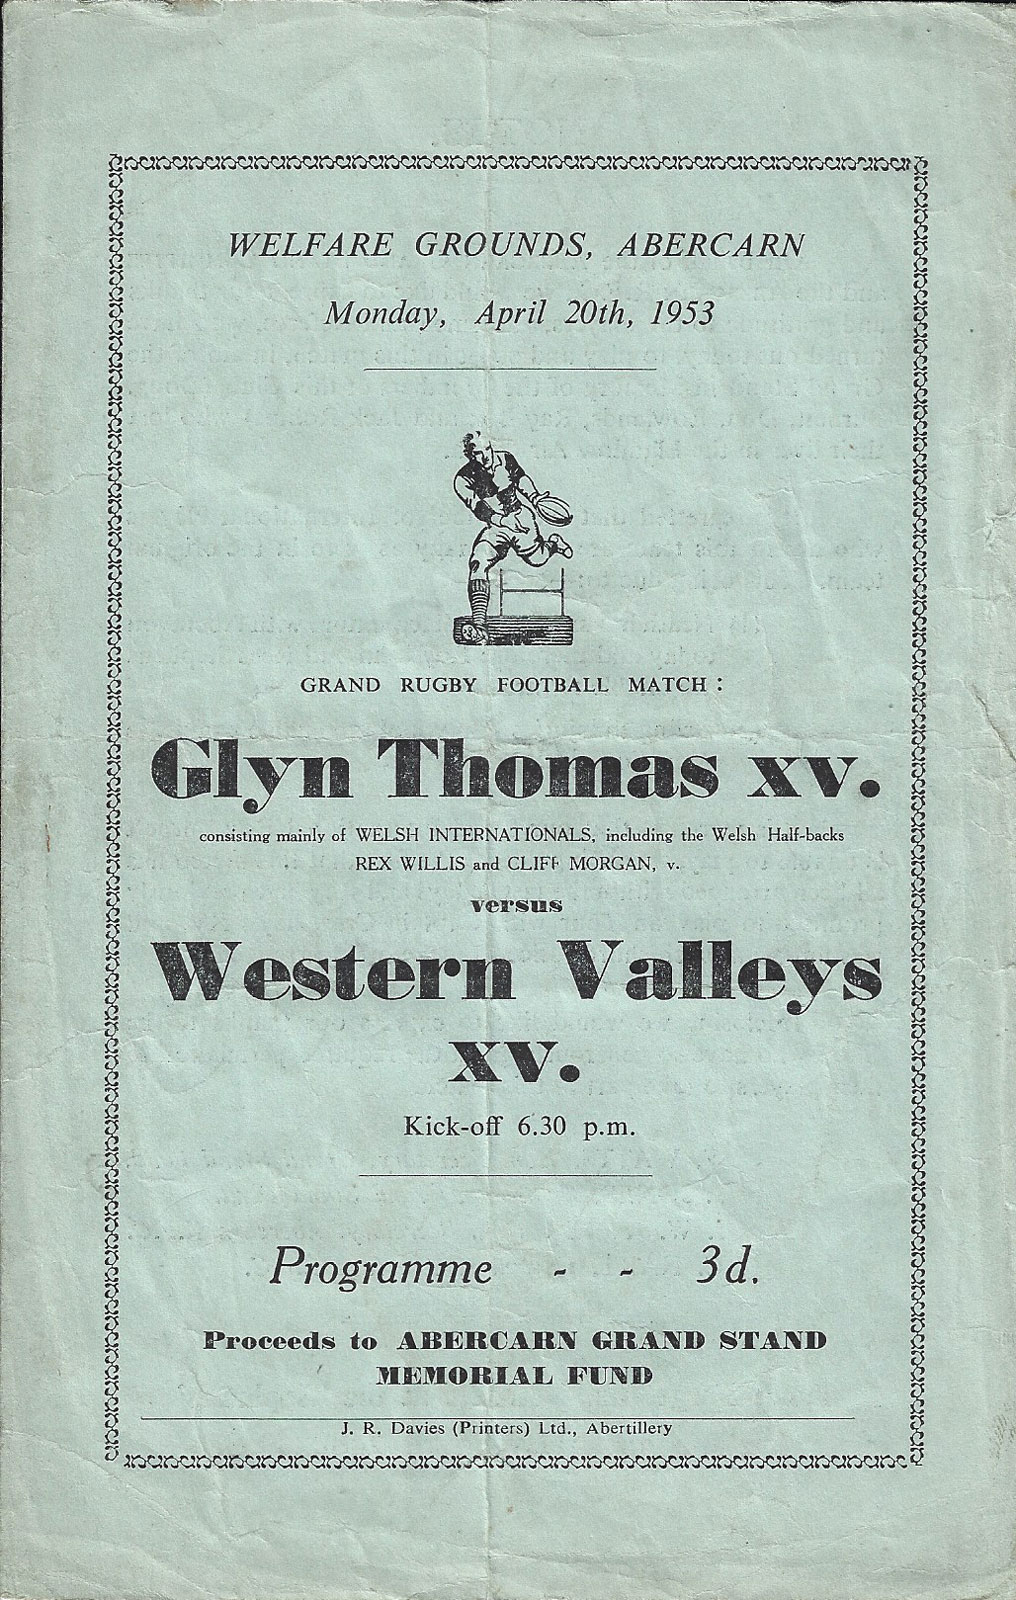 WELFARE GROUNDS, ABERCARN
Monday, April 20th, 1953
GRAND RUGBY FOOTBALL MATCH :
Glyn Thomas xv.
consisting mainly of WELSH INTERNATIONALS, including the Welsh Half-backs
REX WILLIS and CLIFF MORGAN, v.
versus
Western Valleys
xv.
Kick-off 6.30 p.m.
Programme - - 3d.
Proceeds to ABERCARN GRAND STAND
MEMORIAL FUND
J. R. Davies (Printers) Ltd., Abertillery